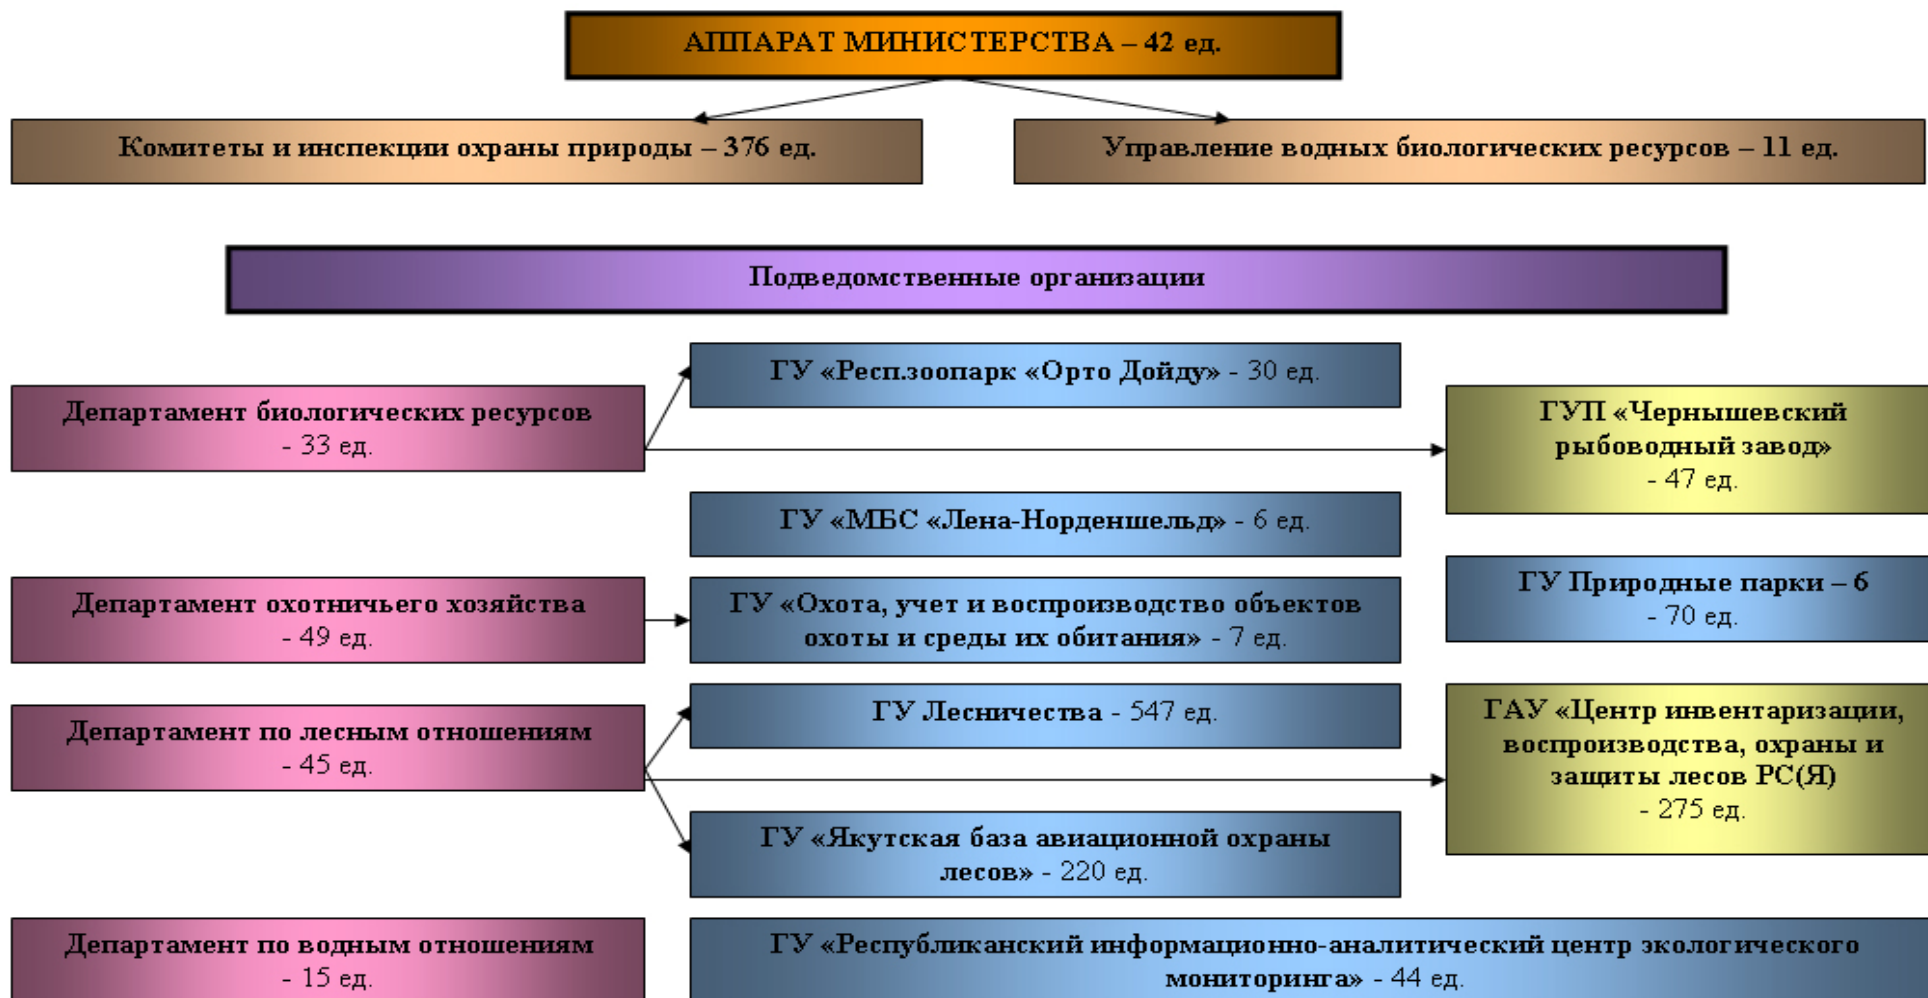 АППАРАТ МИНИСТЕРСТВА – 42 ед.
Комитеты и инспекции охраны природы – 376 ед.
Управление водных биологических ресурсов – 11 ед.
Подведомственные организации
ГУ «Респ.зоопарк «Орто Дойду» - 30 ед.
Департамент биологических ресурсов
- 33 ед.
ГУП «Чернышевский
рыбоводный завод»
- 47 ед.
ГУ «МБС «Лена-Норденшельд» - 6 ед.
Департамент охотничьего хозяйства
- 49 ед.
ГУ «Охота, учет и воспроизводство объектов
охоты и среды их обитания» - 7 ед.
ГУ Природные парки – 6
- 70 ед.
Департамент по лесным отношениям
- 45 ед.
ГУ Лесничества - 547 ед.
ГАУ «Центр инвентаризации,
воспроизводства, охраны и
защиты лесов РС(Я)
- 275 ед.
ГУ «Якутская база авиационной охраны
лесов» - 220 ед.
Департамент по водным отношениям
- 15 ед.
ГУ «Республиканский информационно-аналитический центр экологического
мониторинга» - 44 ед.